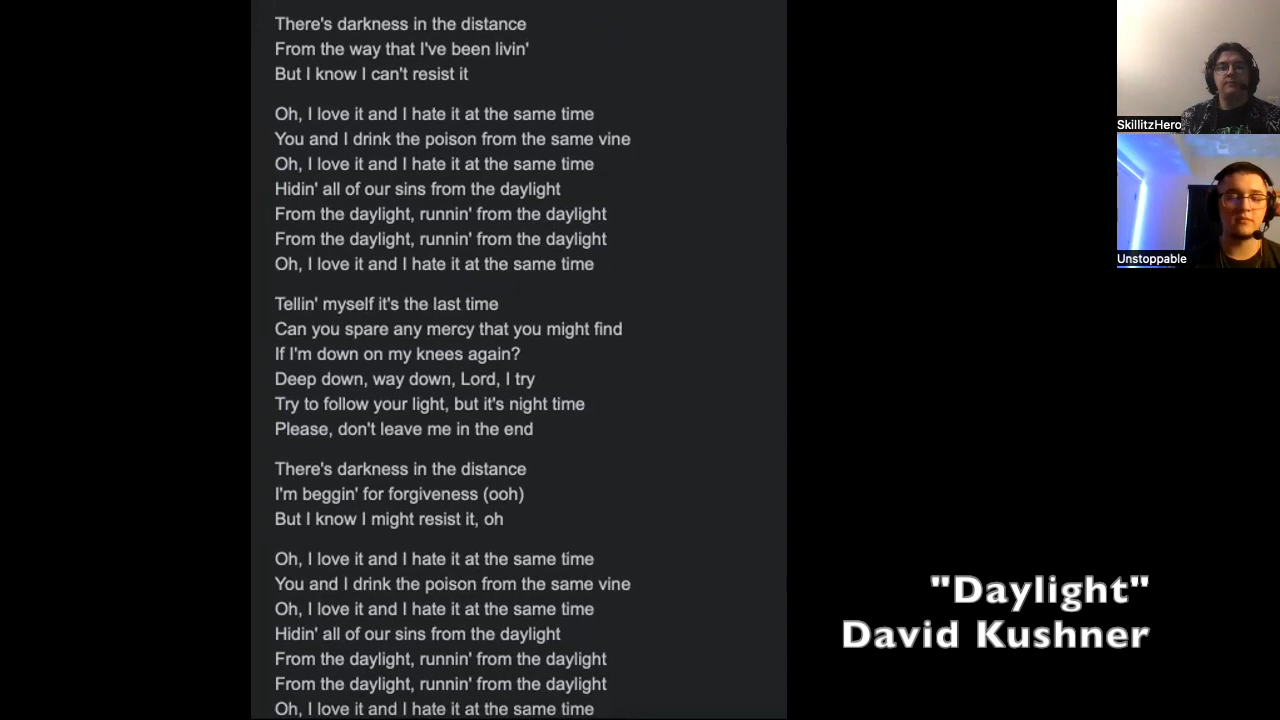 There's darkness in the distance
From the way that I've been livin'
But I know I can't resist it
Oh, I love it and I hate it at the same time
You and I drink the poison from the same vine
Oh, I love it and I hate it at the same time
Hidin' all of our sins from the daylight
From the daylight, runnin' from the daylight
From the daylight, runnin' from the daylight
Oh, I love it and I hate it at the same time
Tellin' myself it's the last time
Can you spare any mercy that you might find
If I'm down on my knees again?
Deep down, way down, Lord, I try
Try to follow your light, but it's night time
Please, don't leave me in the end
There's darkness in the distance
I'm beggin' for forgiveness (ooh)
But I know I might resist it, oh
Oh, I love it and I hate it at the same time
You and I drink the poison from the same vine
Oh, I love it and I hate it at the same time
Hidin' all of our sins from the daylight
From the daylight, runnin' from the daylight
From the daylight, runnin' from the daylight
Oh, I love it and I hate it at the same time
"Daylight"
David Kushner
SkillitzHero
Unstoppable